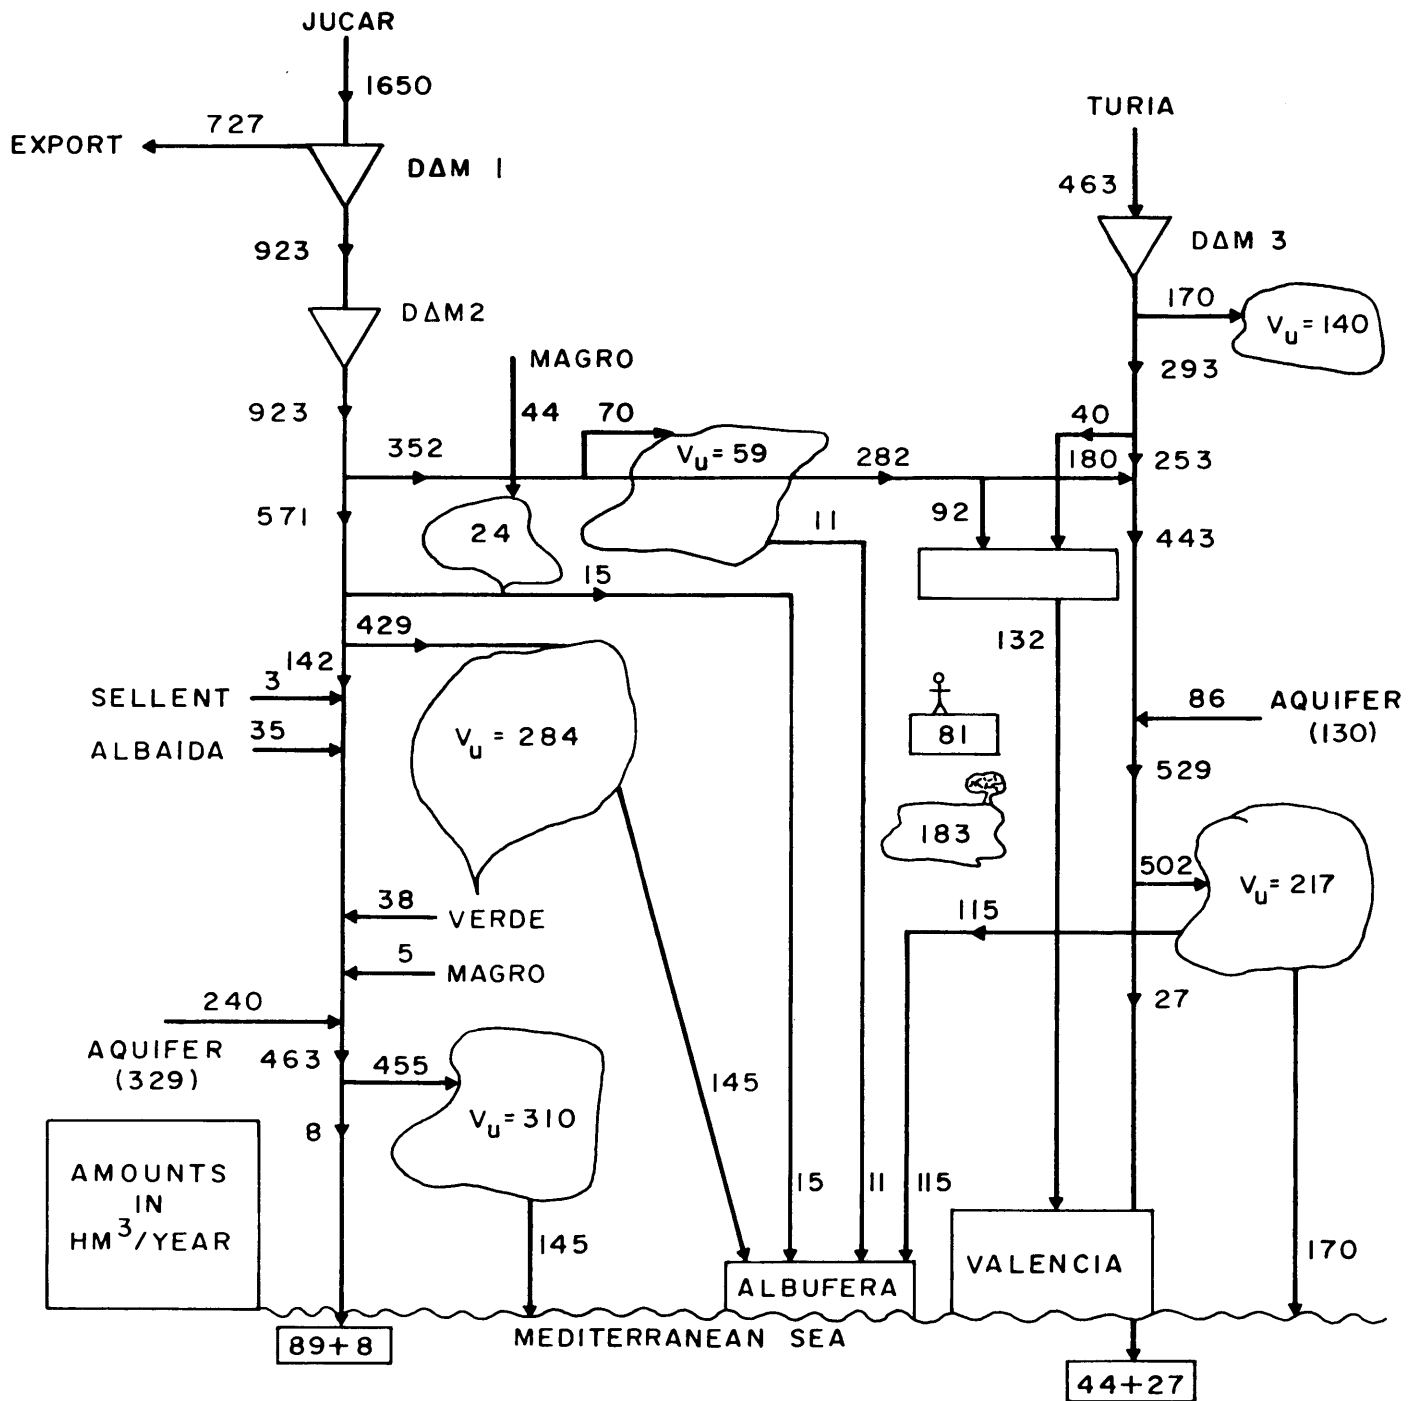 JUCAR
1650
727
EXPORT
DΔM 1
TURIA
463
923
DΔM 3
170
Vu = 140
DΔM2
MAGRO
293
923
44
70
40
352
Vu = 59
282
180
253
571
24
11
92
443
15
429
132
142
SELLENT
3
86
AQUIFER
(130)
ALBAIDA
35
Vu = 284
81
529
183
502
Vu = 217
38
VERDE
115
5
MAGRO
240
27
AQUIFER
(329)
463
455
145
8
Vu = 310
AMOUNTS
IN
HM³/YEAR
15
11
115
145
170
ALBUFERA
VALENCIA
MEDITERRANEAN SEA
89+8
44+27